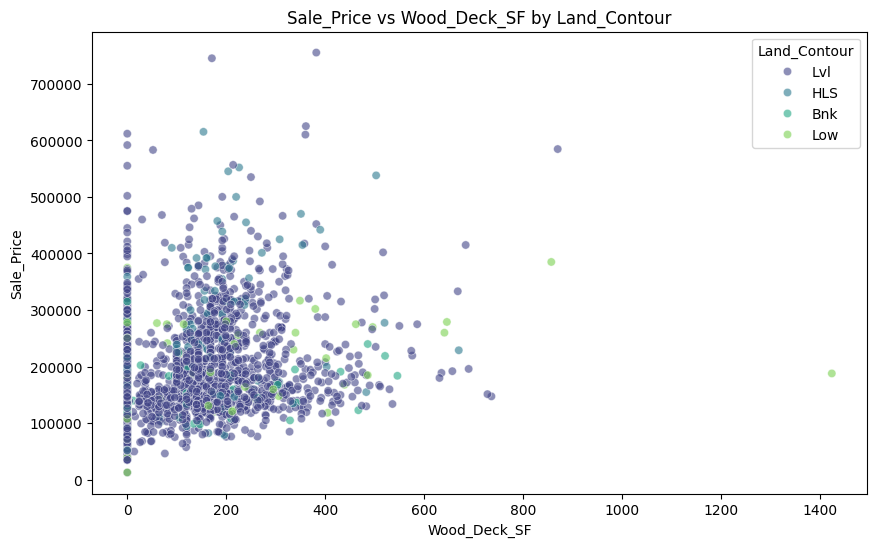 Sale_Price vs Wood_Deck_SF by Land_Contour
Land_Contour
Lvl
HLS
Bnk
Low
Sale_Price
700000
600000
500000
400000
300000
200000
100000
0
0 200 400 600 800 1000 1200 1400
Wood_Deck_SF